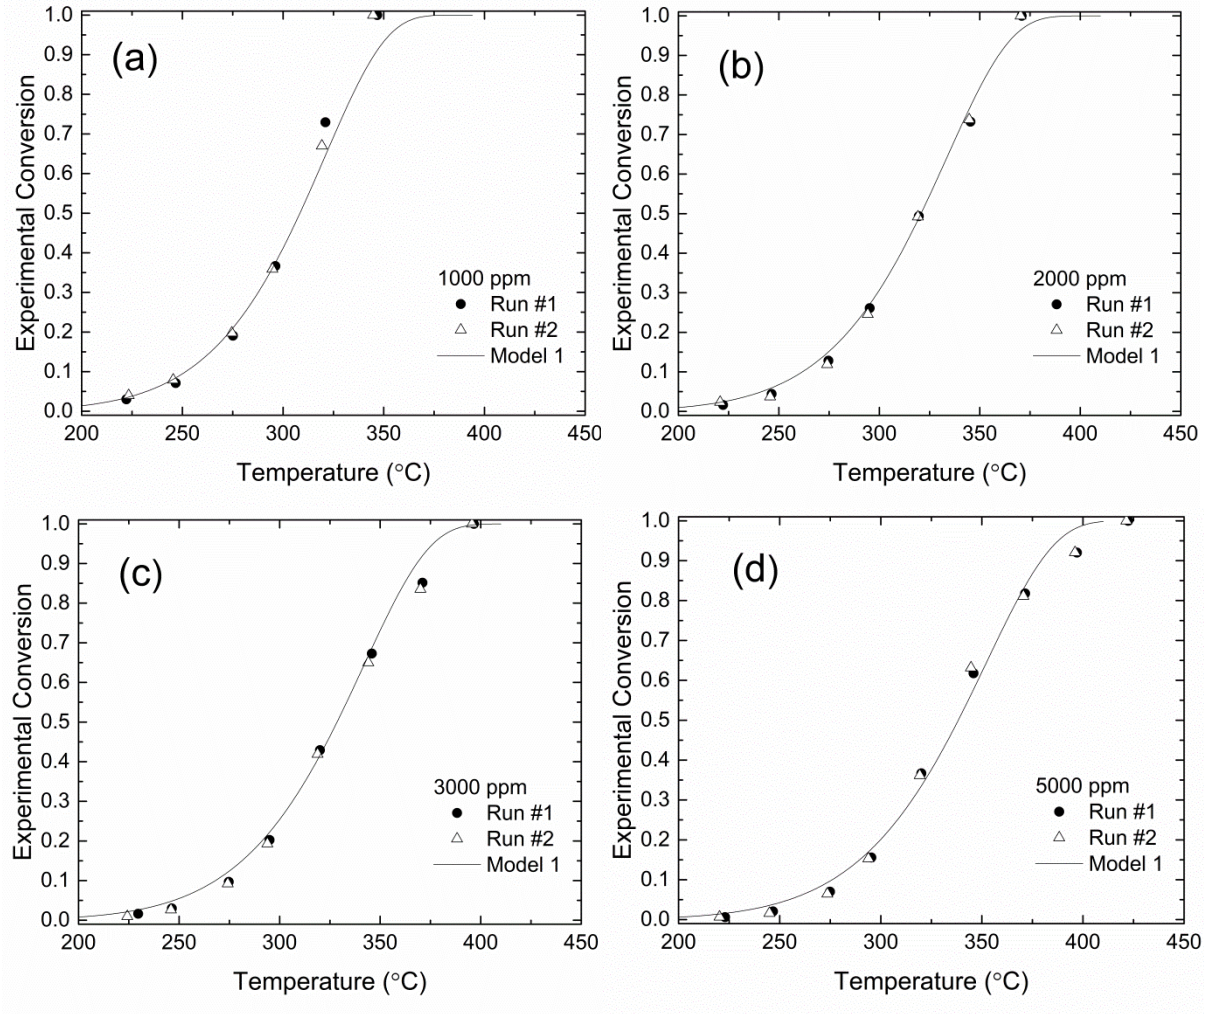 (a)
Experimental Conversion
1.0
0.9
0.8
0.7
0.6
0.5
0.4
0.3
0.2
0.1
0.0
1000 ppm
Run #1
Run #2
Model 1
200 250 300 350 400 450
Temperature (°C)
(b)
Experimental Conversion
1.0
0.9
0.8
0.7
0.6
0.5
0.4
0.3
0.2
0.1
0.0
2000 ppm
Run #1
Run #2
Model 1
200 250 300 350 400 450
Temperature (°C)
(c)
Experimental Conversion
1.0
0.9
0.8
0.7
0.6
0.5
0.4
0.3
0.2
0.1
0.0
3000 ppm
Run #1
Run #2
Model 1
200 250 300 350 400 450
Temperature (°C)
(d)
Experimental Conversion
1.0
0.9
0.8
0.7
0.6
0.5
0.4
0.3
0.2
0.1
0.0
5000 ppm
Run #1
Run #2
Model 1
200 250 300 350 400 450
Temperature (°C)